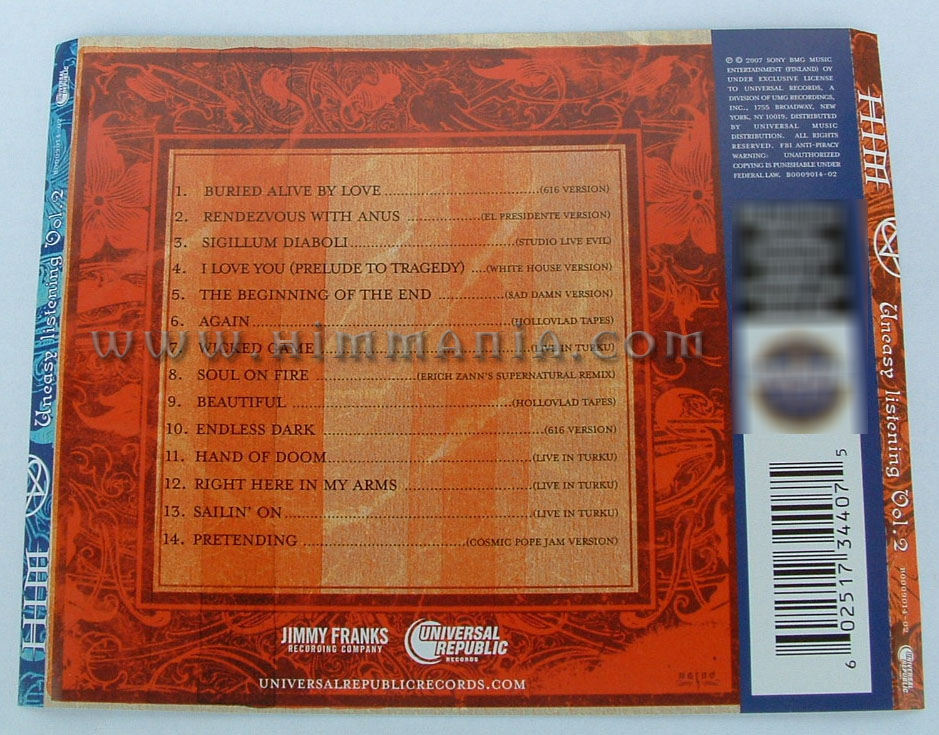 UNIVERSAL REPUBLIC
B0009014-02
Uneasy listening Vol. 2
HIM
1. BURIED ALIVE BY LOVE ........ (616 VERSION)
2. RENDEZVOUS WITH ANUS ........ (EL PRESIDENTE VERSION)
3. SIGILLUM DIABOLI ........ (STUDIO LIVE EVIL)
4. I LOVE YOU (PRELUDE TO TRAGEDY) .... (WHITE HOUSE VERSION)
5. THE BEGINNING OF THE END ........ (SAD DAMN VERSION)
6. AGAIN ........ (HOLLOVLAD TAPES)
7. WICKED GAME ........ (LIVE IN TURKU)
www.himmania.com
8. SOUL ON FIRE ........ (ERICH ZANN'S SUPERNATURAL REMIX)
9. BEAUTIFUL ........ (HOLLOVLAD TAPES)
10. ENDLESS DARK ........ (616 VERSION)
11. HAND OF DOOM ........ (LIVE IN TURKU)
12. RIGHT HERE IN MY ARMS ........ (LIVE IN TURKU)
13. SAILIN' ON ........ (LIVE IN TURKU)
14. PRETENDING ........ (COSMIC POPE JAM VERSION)
JIMMY FRANKS
RECORDING COMPANY
UNIVERSAL
REPUBLIC
RECORDS
UNIVERSALREPUBLICRECORDS.COM
℗ © 2007 SONY BMG MUSIC
ENTERTAINMENT (FINLAND) OY
UNDER EXCLUSIVE LICENSE
TO UNIVERSAL RECORDS, A
DIVISION OF UMG RECORDINGS,
INC., 1755 BROADWAY, NEW
YORK, NY 10019. DISTRIBUTED
BY UNIVERSAL MUSIC
DISTRIBUTION. ALL RIGHTS
RESERVED. FBI ANTI-PIRACY
WARNING: UNAUTHORIZED
COPYING IS PUNISHABLE UNDER
FEDERAL LAW. B0009014-02
6 02517 34407 5
HIM
Uneasy listening Vol. 2
B0009014-02
UNIVERSAL REPUBLIC